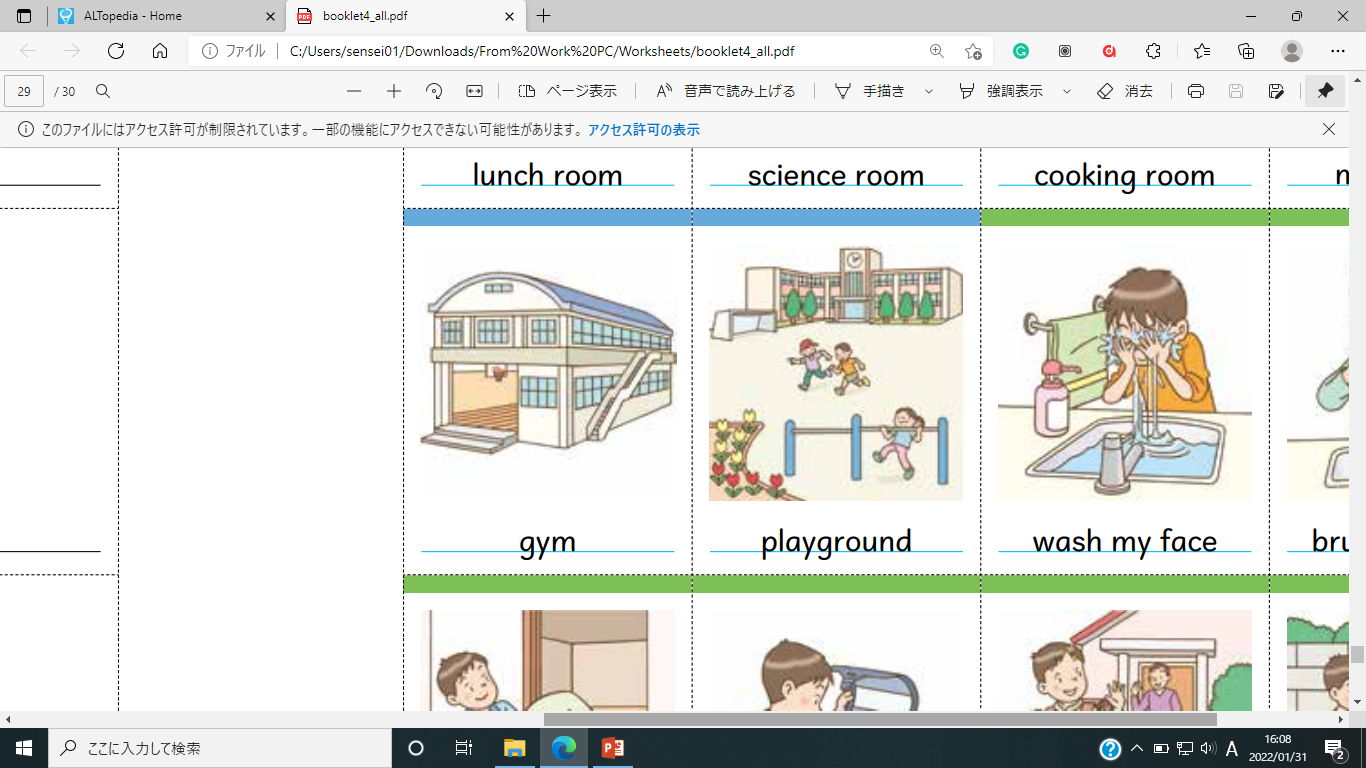 ALTopedia - Home
booklet4_all.pdf
ファイル
C:/Users/sensei01/Downloads/From%20Work%20PC/Worksheets/booklet4_all.pdf
29 / 30
ページ表示
音声で読み上げる
手描き
強調表示
消去
このファイルにはアクセス許可が制限されています。一部の機能にアクセスできない可能性があります。 アクセス許可の表示
lunch room
science room
cooking room
gym
playground
wash my face
bru
ここに入力して検索
A
16:08
2022/01/31
2